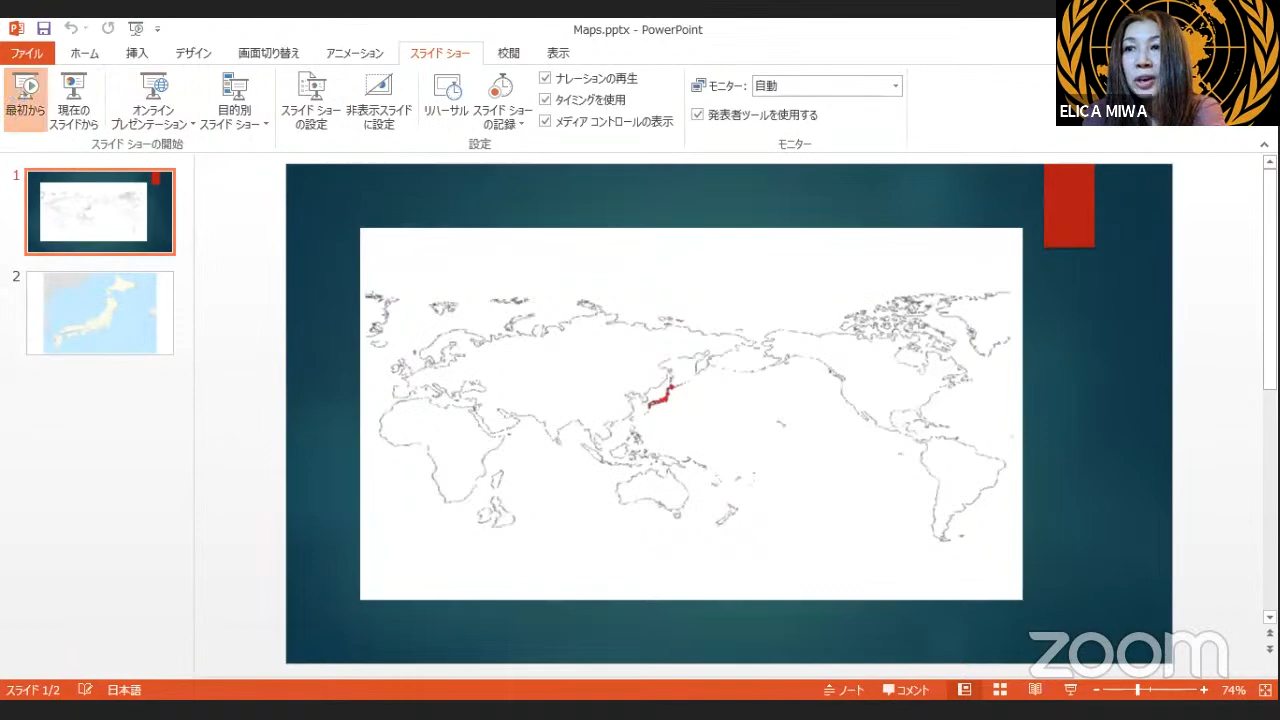 Maps.pptx - PowerPoint
ファイル
ホーム
挿入
デザイン
画面切り替え
アニメーション
スライド ショー
校閲
表示
最初から
現在の
スライドから
オンライン
プレゼンテーション
目的別
スライド ショー
スライド ショー
の設定
非表示スライド
に設定
リハーサル
スライド ショー
の記録
ナレーションの再生
タイミングを使用
メディア コントロールの表示
モニター:
自動
発表者ツールを使用する
スライド ショーの開始
設定
モニター
ELICA MIWA
1
2
zoom
スライド 1/2
日本語
ノート
コメント
74%